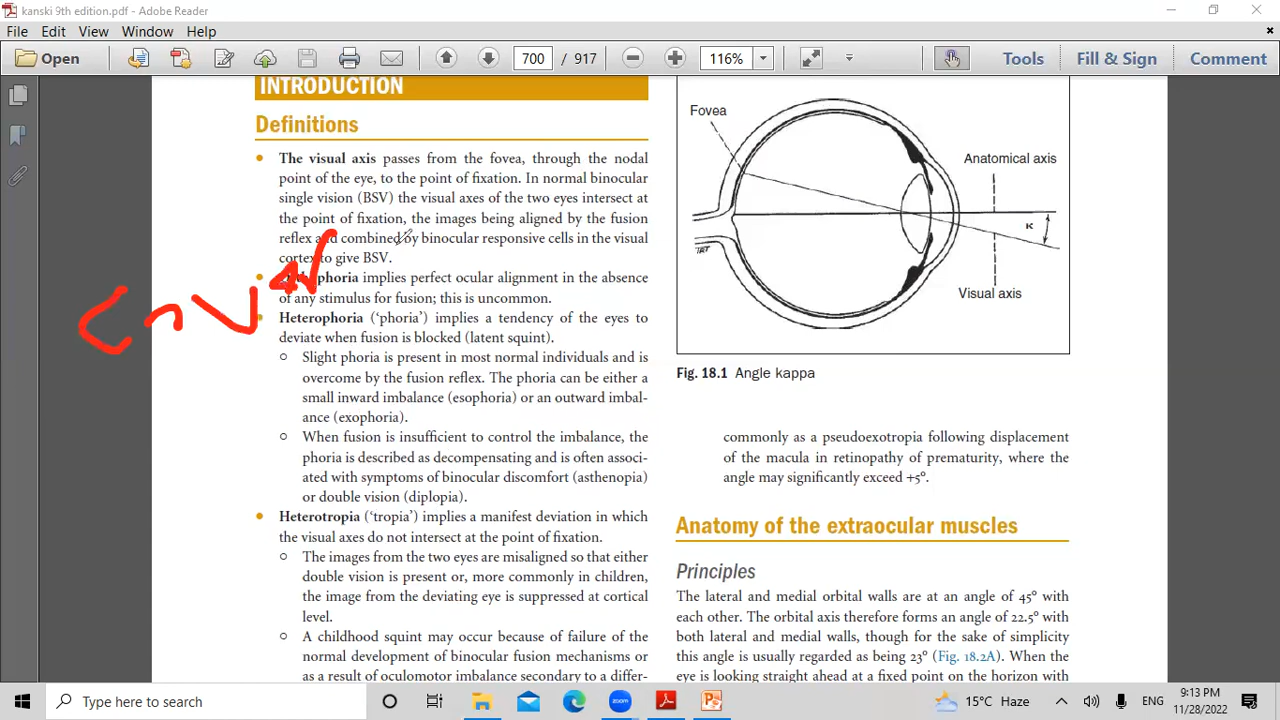 kanski 9th edition.pdf - Adobe Reader
File Edit View Window Help
Open 700 / 917 116% Tools Fill & Sign Comment
INTRODUCTION
Definitions
• The visual axis passes from the fovea, through the nodal
point of the eye, to the point of fixation. In normal binocular
single vision (BSV) the visual axes of the two eyes intersect at
the point of fixation, the images being aligned by the fusion
reflex and combined by binocular responsive cells in the visual
cortex to give BSV.
• phoria implies perfect ocular alignment in the absence
of any stimulus for fusion; this is uncommon.
• Heterophoria (‘phoria’) implies a tendency of the eyes to
deviate when fusion is blocked (latent squint).
○ Slight phoria is present in most normal individuals and is
overcome by the fusion reflex. The phoria can be either a
small inward imbalance (esophoria) or an outward imbal-
ance (exophoria).
○ When fusion is insufficient to control the imbalance, the
phoria is described as decompensating and is often associ-
ated with symptoms of binocular discomfort (asthenopia)
or double vision (diplopia).
• Heterotropia (‘tropia’) implies a manifest deviation in which
the visual axes do not intersect at the point of fixation.
○ The images from the two eyes are misaligned so that either
double vision is present or, more commonly in children,
the image from the deviating eye is suppressed at cortical
level.
○ A childhood squint may occur because of failure of the
normal development of binocular fusion mechanisms or
as a result of oculomotor imbalance secondary to a differ-
Fovea
Anatomical axis
κ
Visual axis
Fig. 18.1 Angle kappa
commonly as a pseudoexotropia following displacement
of the macula in retinopathy of prematurity, where the
angle may significantly exceed +5°.
Anatomy of the extraocular muscles
Principles
The lateral and medial orbital walls are at an angle of 45° with
each other. The orbital axis therefore forms an angle of 22.5° with
both lateral and medial walls, though for the sake of simplicity
this angle is usually regarded as being 23° (Fig. 18.2A). When the
eye is looking straight ahead at a fixed point on the horizon with
Type here to search
15°C Haze
ENG
9:13 PM
11/28/2022